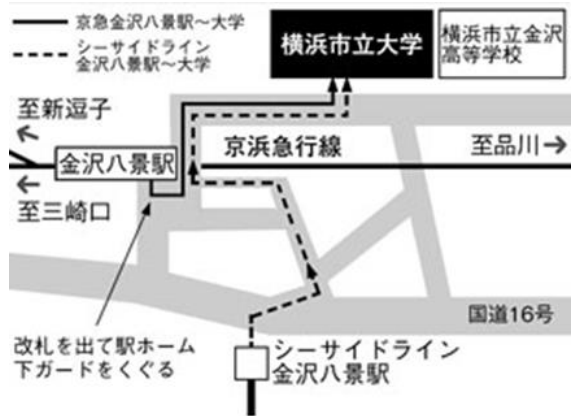 京急金沢八景駅～大学
シーサイドライン
金沢八景駅～大学
横浜市立大学
横浜市立金沢
高等学校
至新逗子
金沢八景駅
京浜急行線
至品川
至三崎口
国道16号
改札を出て駅ホーム
下ガードをくぐる
シーサイドライン
金沢八景駅